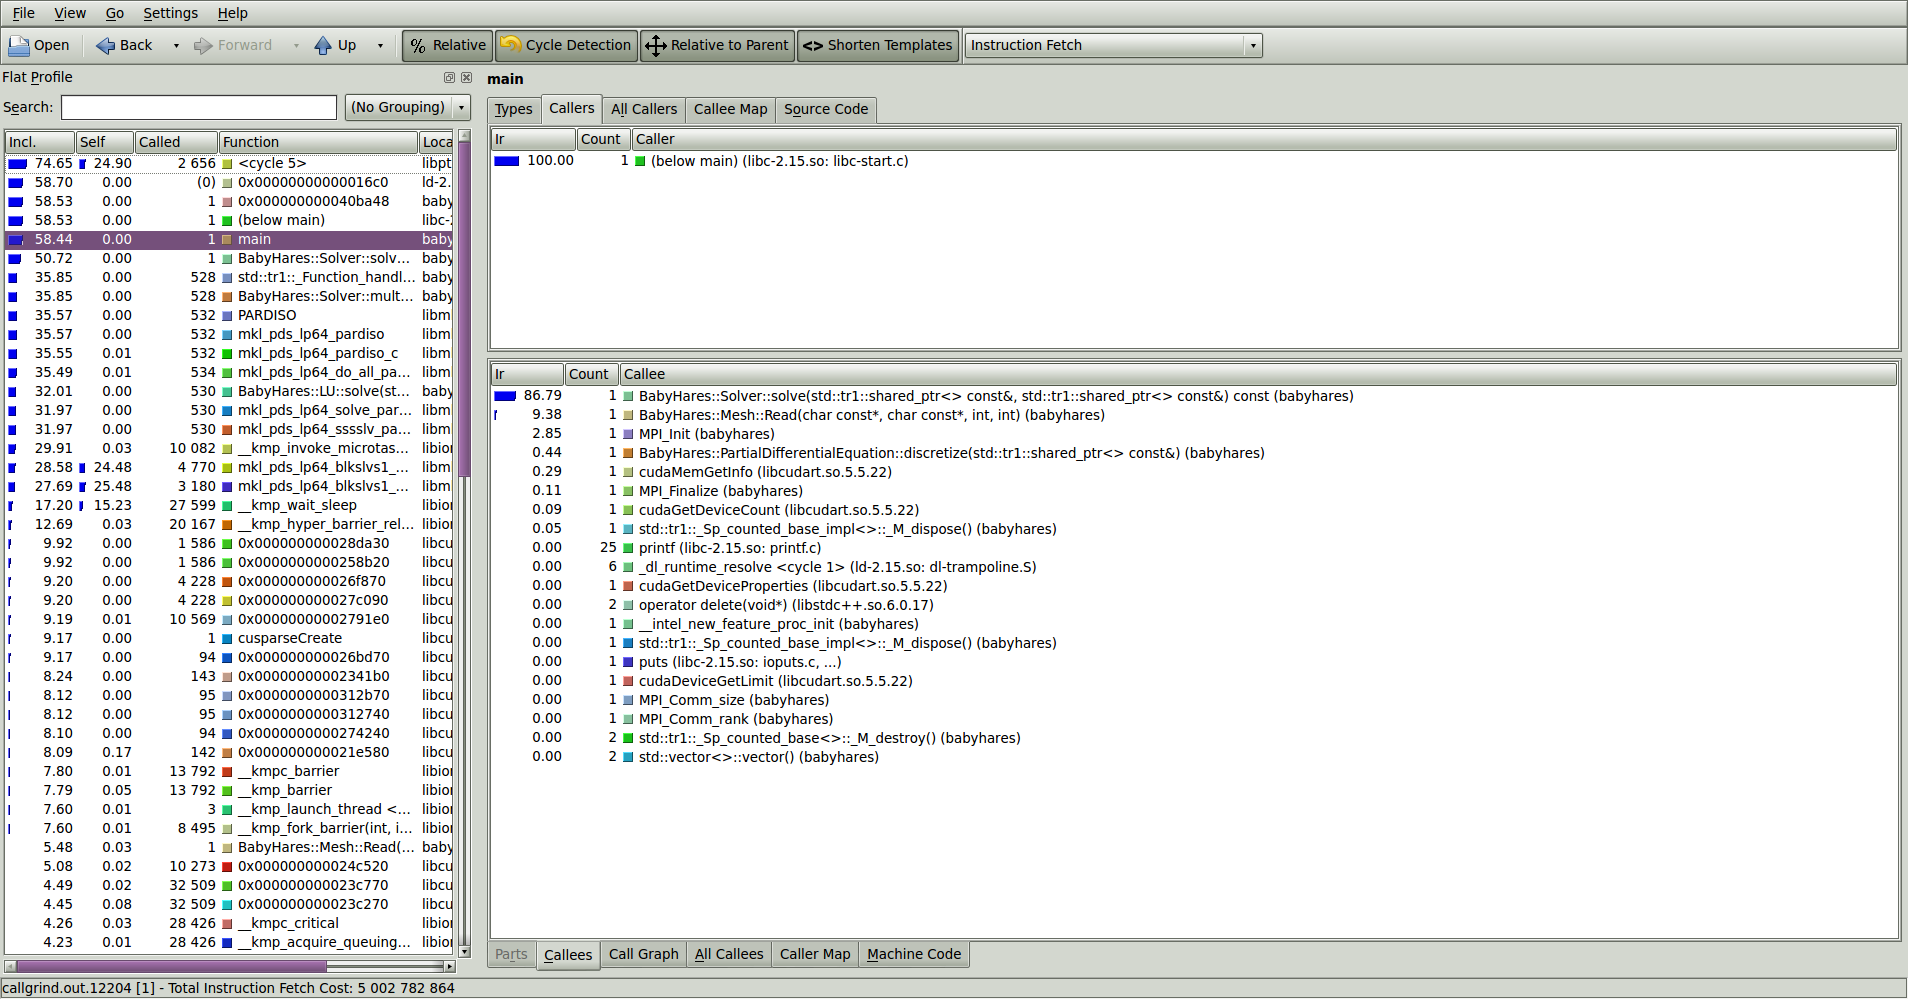 File View Go Settings Help
Open Back Forward Up % Relative Cycle Detection Relative to Parent <> Shorten Templates Instruction Fetch
Flat Profile
Search: (No Grouping)
Incl. Self Called Function Loca
74.65 24.90 2 656 <cycle 5> libpt
58.70 0.00 (0) 0x00000000000016c0 ld-2.
58.53 0.00 1 0x000000000040ba48 baby
58.53 0.00 1 (below main) libc-2
58.44 0.00 1 main baby
50.72 0.00 1 BabyHares::Solver::solv... baby
35.85 0.00 528 std::tr1::_Function_handl... baby
35.85 0.00 528 BabyHares::Solver::mult... baby
35.57 0.00 532 PARDISO libm
35.57 0.00 532 mkl_pds_lp64_pardiso libm
35.55 0.01 532 mkl_pds_lp64_pardiso_c libm
35.49 0.01 534 mkl_pds_lp64_do_all_pa... libm
32.01 0.00 530 BabyHares::LU::solve(st... baby
31.97 0.00 530 mkl_pds_lp64_solve_par... libm
31.97 0.00 530 mkl_pds_lp64_sssslv_pa... libm
29.91 0.03 10 082 __kmp_invoke_microtas... libior
28.58 24.48 4 770 mkl_pds_lp64_blkslvs1_... libm
27.69 25.48 3 180 mkl_pds_lp64_blkslvs1_... libm
17.20 15.23 27 599 __kmp_wait_sleep libior
12.69 0.03 20 167 __kmp_hyper_barrier_rel... libior
9.92 0.00 1 586 0x000000000028da30 libcu
9.92 0.00 1 586 0x0000000000258b20 libcu
9.20 0.00 4 228 0x000000000026f870 libcu
9.20 0.00 4 228 0x000000000027c090 libcu
9.19 0.01 10 569 0x00000000002791e0 libcu
9.17 0.00 1 cusparseCreate libcu
9.17 0.00 94 0x000000000026bd70 libcu
8.24 0.00 143 0x00000000002341b0 libcu
8.12 0.00 95 0x0000000000312b70 libcu
8.12 0.00 95 0x0000000000312740 libcu
8.10 0.00 94 0x0000000000274240 libcu
8.09 0.17 142 0x000000000021e580 libcu
7.80 0.01 13 792 __kmpc_barrier libior
7.79 0.05 13 792 __kmp_barrier libior
7.60 0.01 3 __kmp_launch_thread <... libior
7.60 0.01 8 495 __kmp_fork_barrier(int, i... libior
5.48 0.03 1 BabyHares::Mesh::Read(... baby
5.08 0.02 10 273 0x000000000024c520 libcu
4.49 0.02 32 509 0x000000000023c770 libcu
4.45 0.08 32 509 0x000000000023c270 libcu
4.26 0.03 28 426 __kmpc_critical libior
4.23 0.01 28 426 __kmp_acquire_queuing... libior
main
Types Callers All Callers Callee Map Source Code
Ir Count Caller
100.00 1 (below main) (libc-2.15.so: libc-start.c)
Ir Count Callee
86.79 1 BabyHares::Solver::solve(std::tr1::shared_ptr<> const&, std::tr1::shared_ptr<> const&) const (babyhares)
9.38 1 BabyHares::Mesh::Read(char const*, char const*, int, int) (babyhares)
2.85 1 MPI_Init (babyhares)
0.44 1 BabyHares::PartialDifferentialEquation::discretize(std::tr1::shared_ptr<> const&) (babyhares)
0.29 1 cudaMemGetInfo (libcudart.so.5.5.22)
0.11 1 MPI_Finalize (babyhares)
0.09 1 cudaGetDeviceCount (libcudart.so.5.5.22)
0.05 1 std::tr1::_Sp_counted_base_impl<>::_M_dispose() (babyhares)
0.00 25 printf (libc-2.15.so: printf.c)
0.00 6 _dl_runtime_resolve <cycle 1> (ld-2.15.so: dl-trampoline.S)
0.00 1 cudaGetDeviceProperties (libcudart.so.5.5.22)
0.00 2 operator delete(void*) (libstdc++.so.6.0.17)
0.00 1 __intel_new_feature_proc_init (babyhares)
0.00 1 std::tr1::_Sp_counted_base_impl<>::_M_dispose() (babyhares)
0.00 1 puts (libc-2.15.so: ioputs.c, ...)
0.00 1 cudaDeviceGetLimit (libcudart.so.5.5.22)
0.00 1 MPI_Comm_size (babyhares)
0.00 1 MPI_Comm_rank (babyhares)
0.00 2 std::tr1::_Sp_counted_base<>::_M_destroy() (babyhares)
0.00 2 std::vector<>::vector() (babyhares)
Parts Callees Call Graph All Callees Caller Map Machine Code
callgrind.out.12204 [1] - Total Instruction Fetch Cost: 5 002 782 864